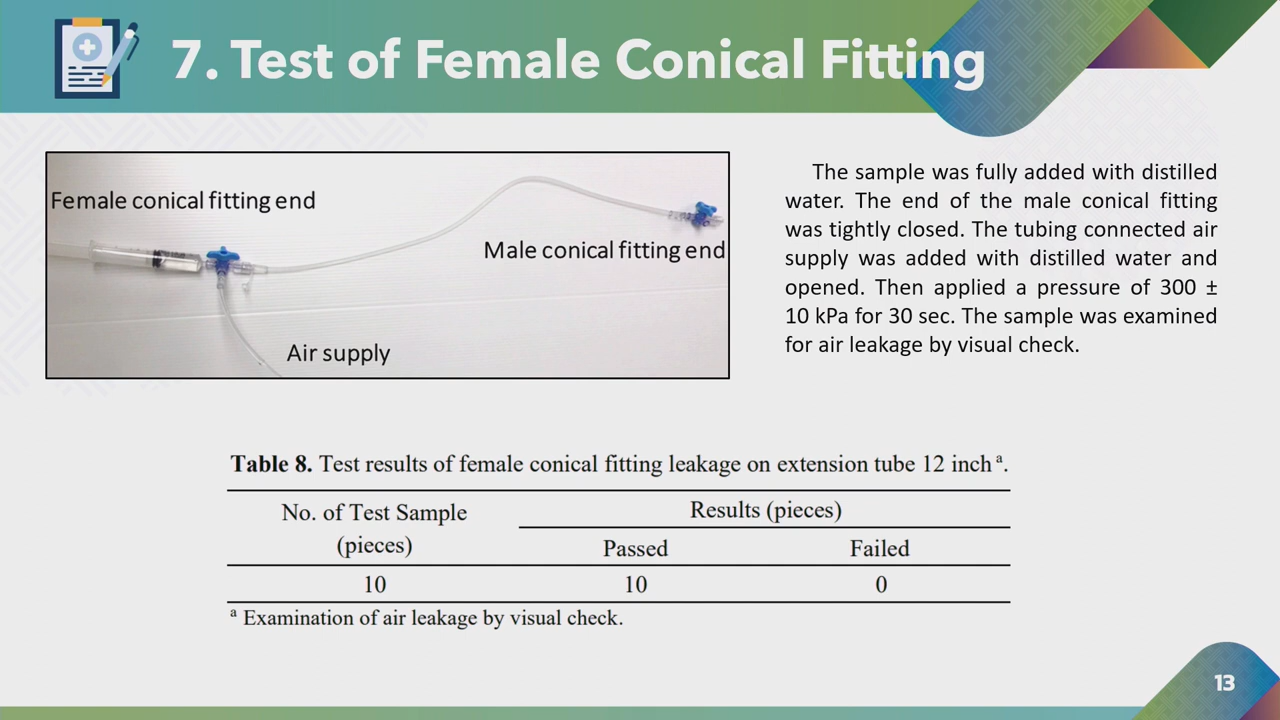 7. Test of Female Conical Fitting
Female conical fitting end
Male conical fitting end
Air supply
The sample was fully added with distilled
water. The end of the male conical fitting
was tightly closed. The tubing connected air
supply was added with distilled water and
opened. Then applied a pressure of 300 ±
10 kPa for 30 sec. The sample was examined
for air leakage by visual check.
Table 8. Test results of female conical fitting leakage on extension tube 12 inch a.
No. of Test Sample
(pieces)
Results (pieces)
Passed Failed
10 10 0
a Examination of air leakage by visual check.
13